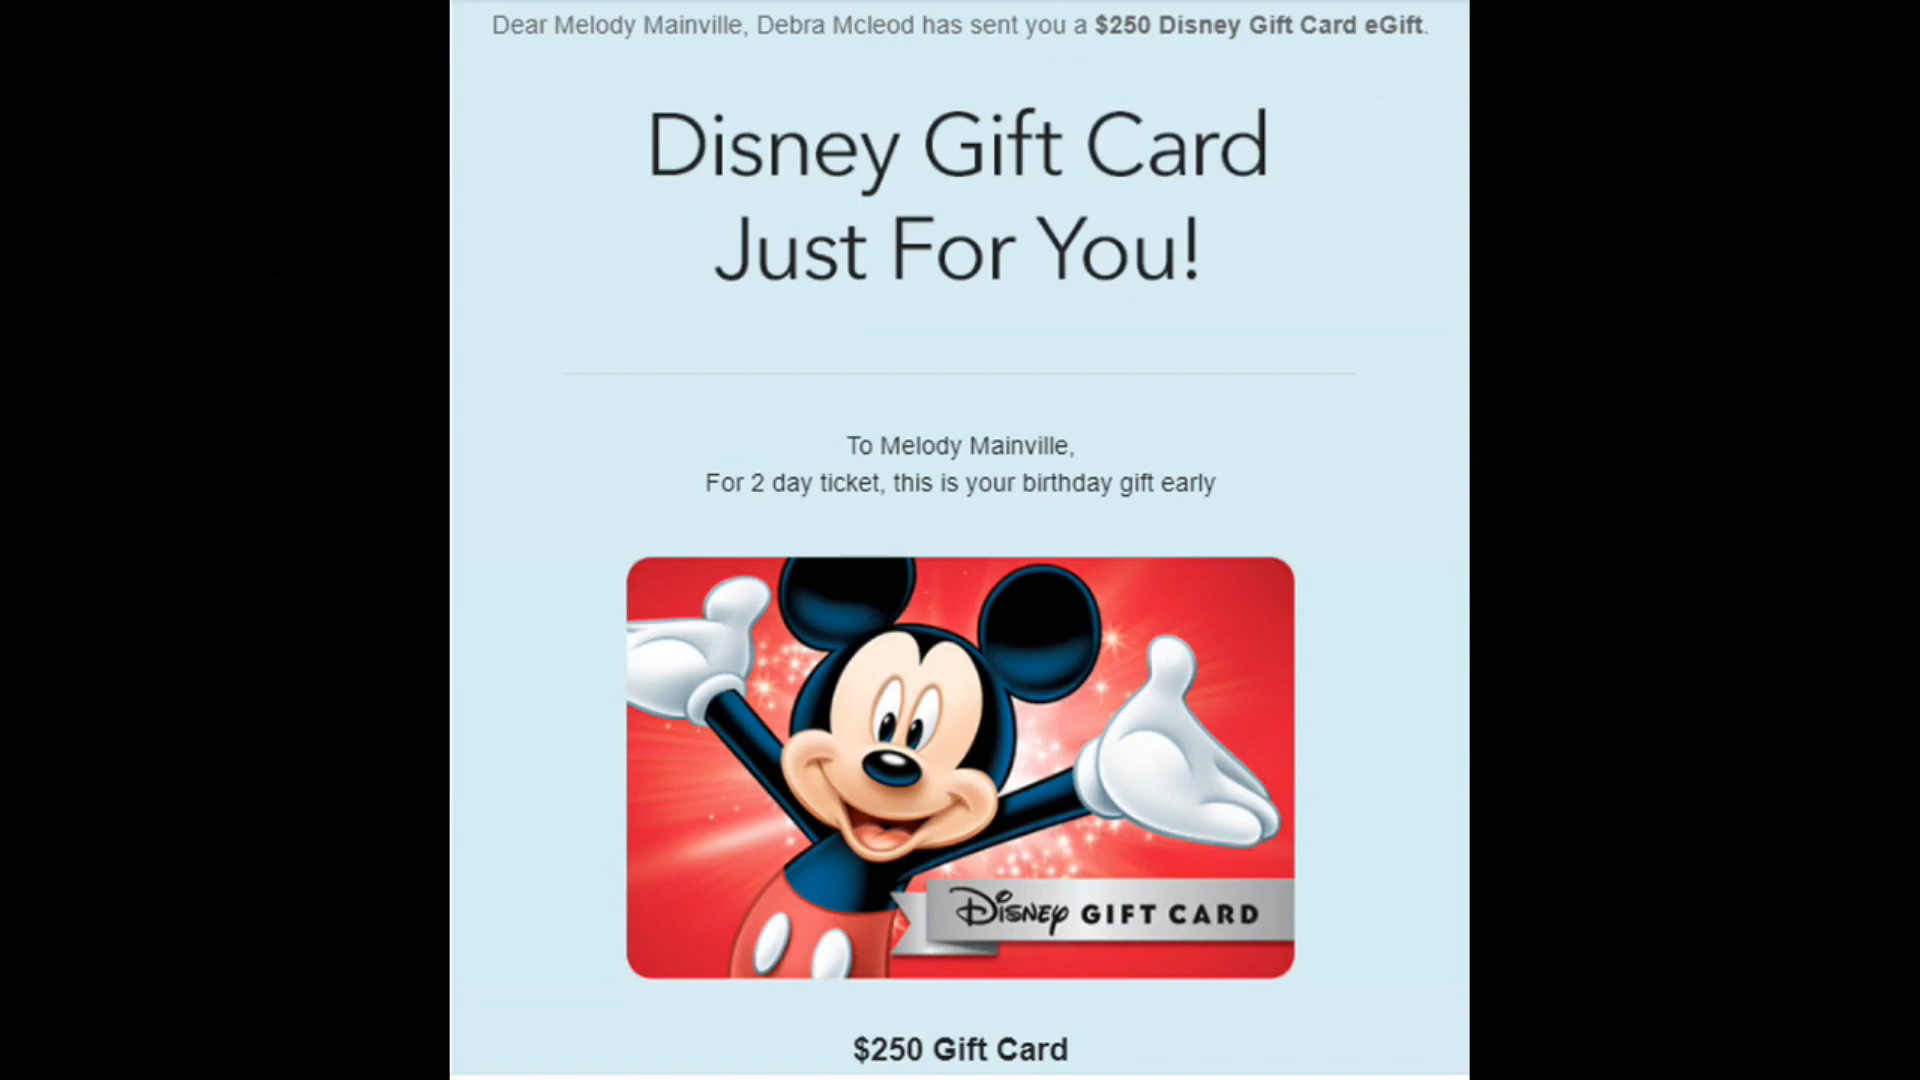 Dear Melody Mainville, Debra Mcleod has sent you a $250 Disney Gift Card eGift.
Disney Gift Card
Just For You!
To Melody Mainville,
For 2 day ticket, this is your birthday gift early
Disney GIFT CARD
$250 Gift Card